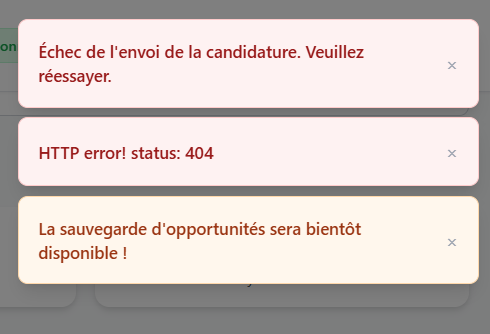 on
Échec de l'envoi de la candidature. Veuillez
réessayer.
×
HTTP error! status: 404
×
La sauvegarde d'opportunités sera bientôt
disponible !
×